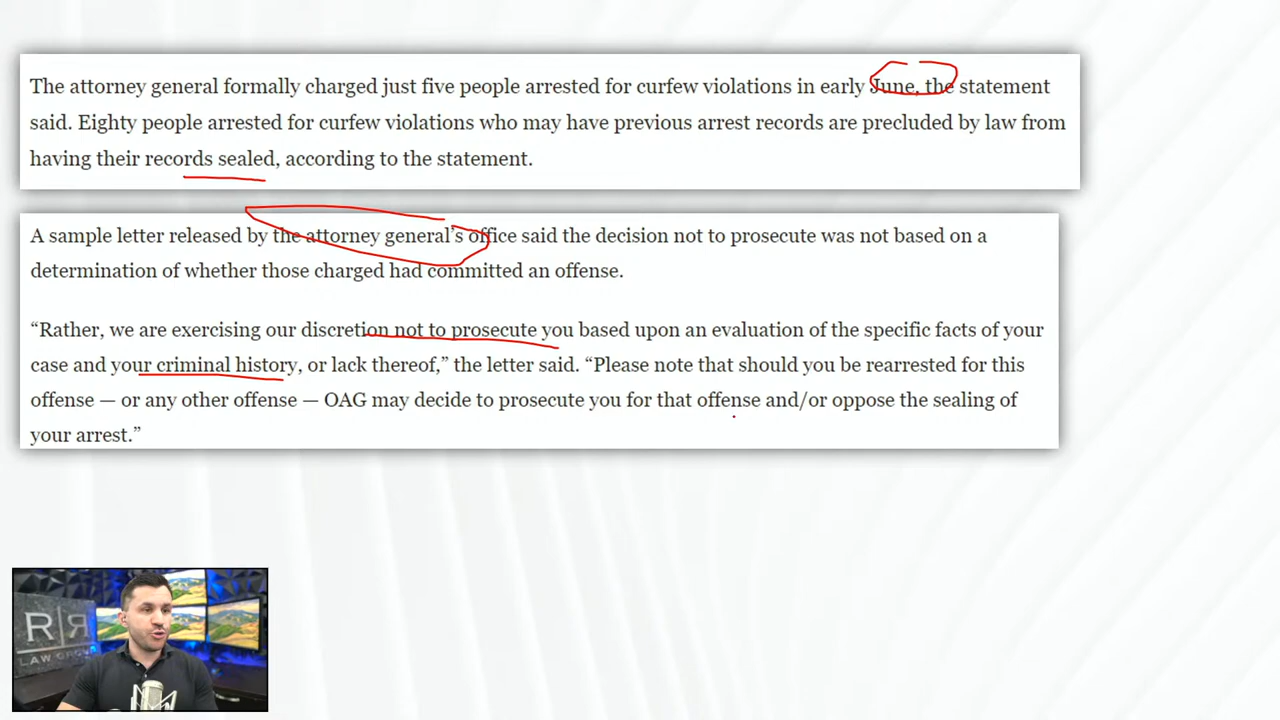 The attorney general formally charged just five people arrested for curfew violations in early June, the statement
said. Eighty people arrested for curfew violations who may have previous arrest records are precluded by law from
having their records sealed, according to the statement.
A sample letter released by the attorney general’s office said the decision not to prosecute was not based on a
determination of whether those charged had committed an offense.
“Rather, we are exercising our discretion not to prosecute you based upon an evaluation of the specific facts of your
case and your criminal history, or lack thereof,” the letter said. “Please note that should you be rearrested for this
offense — or any other offense — OAG may decide to prosecute you for that offense and/or oppose the sealing of
your arrest.”
R|R
LAW GROUP